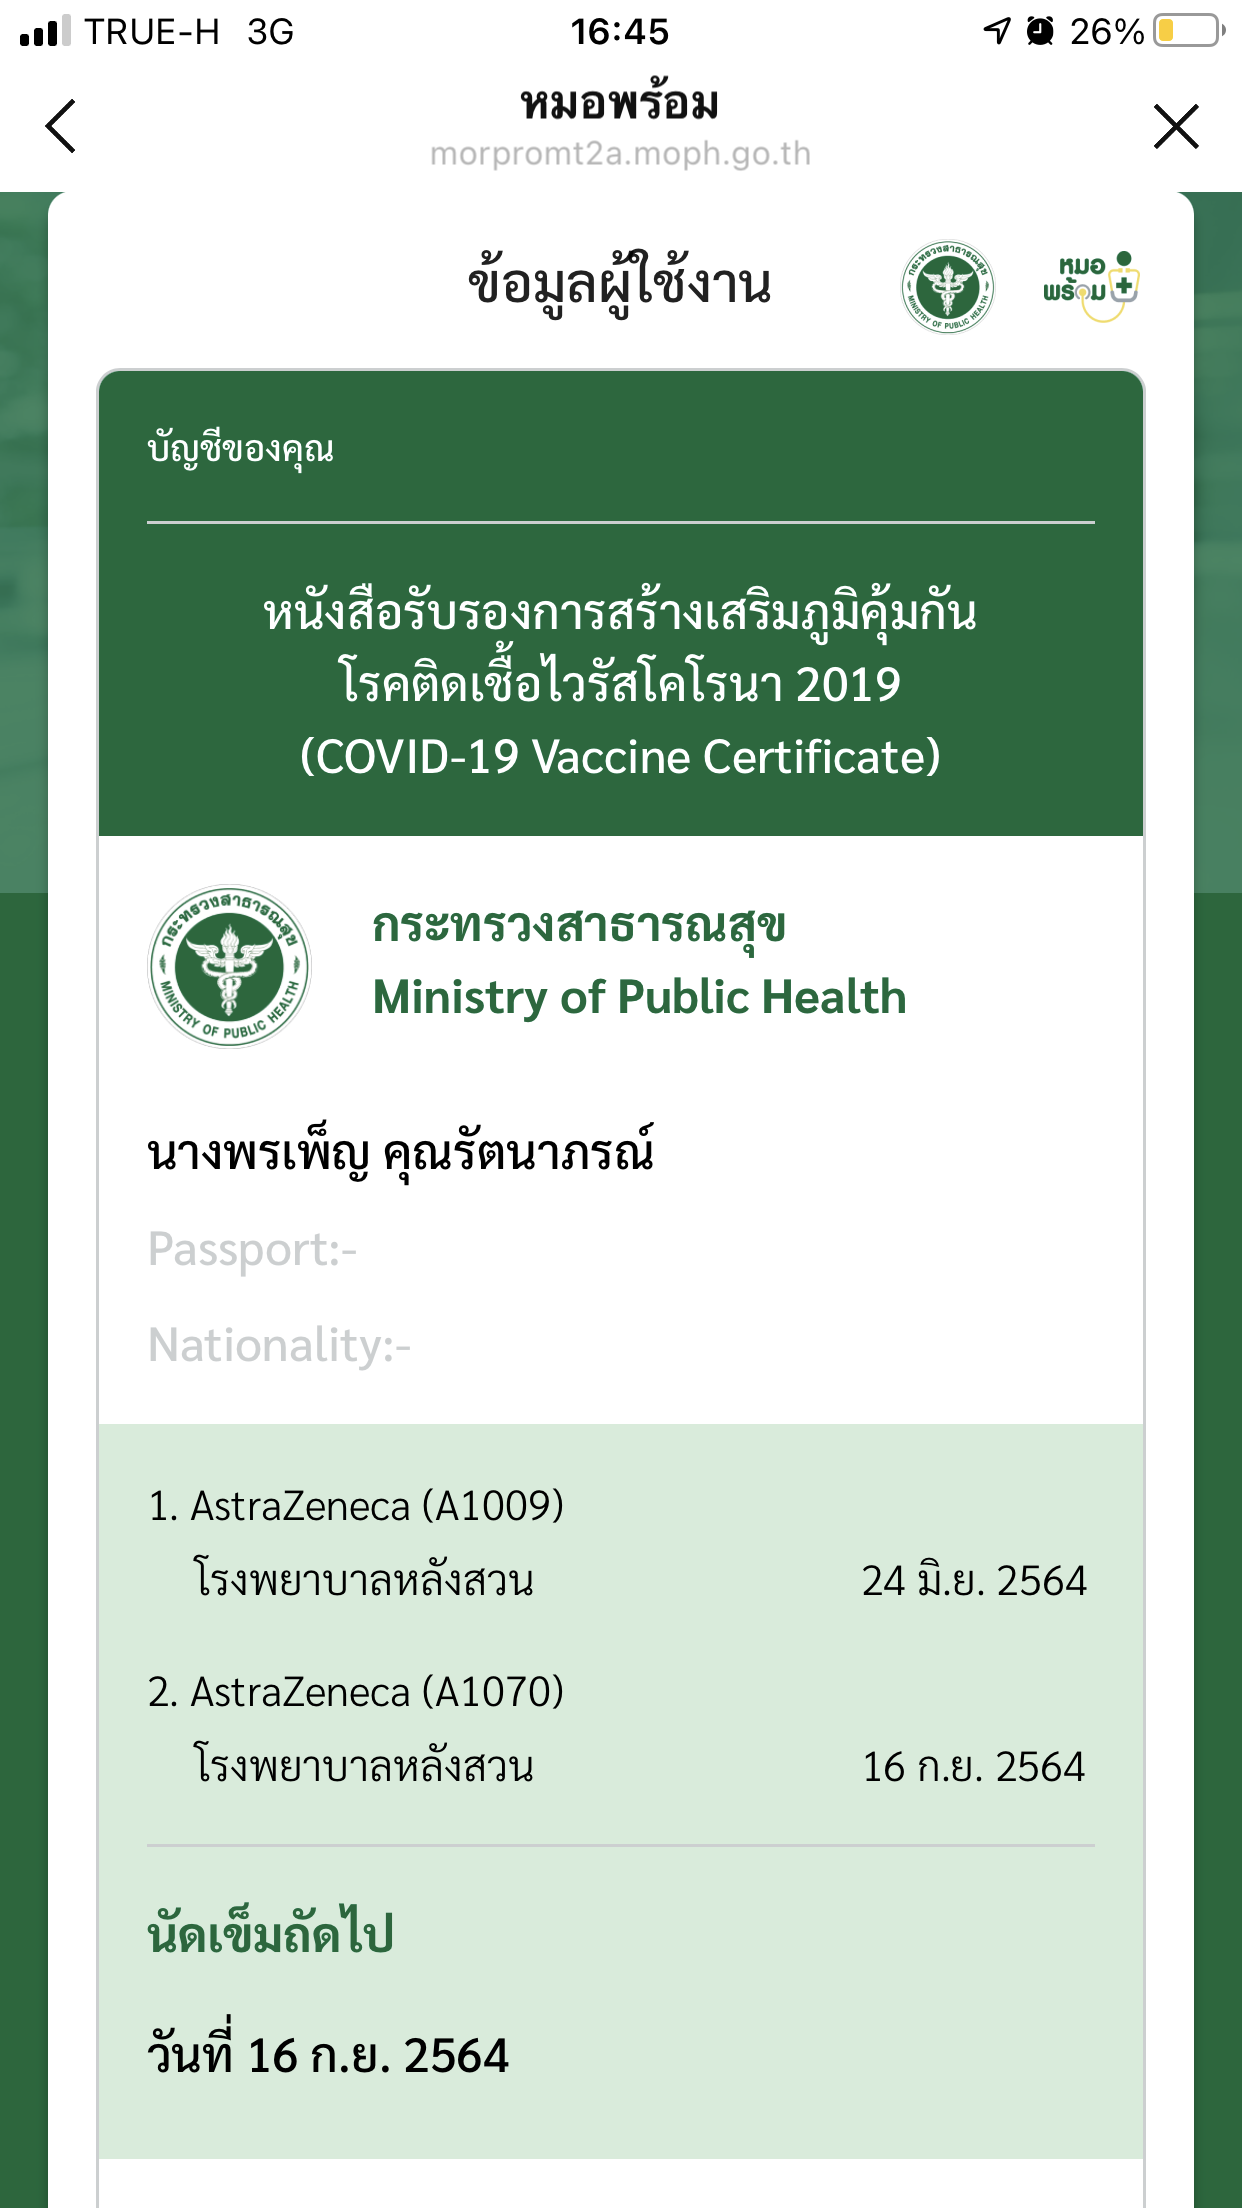 TRUE-H 3G 16:45 26%
หมอพร้อม
morpromt2a.moph.go.th
ข้อมูลผู้ใช้งาน
กระทรวงสาธารณสุข
MINISTRY OF PUBLIC HEALTH
หมอ
พร้อม
บัญชีของคุณ
หนังสือรับรองการสร้างเสริมภูมิคุ้มกัน
โรคติดเชื้อไวรัสโคโรนา 2019
(COVID-19 Vaccine Certificate)
กระทรวงสาธารณสุข
MINISTRY OF PUBLIC HEALTH
กระทรวงสาธารณสุข
Ministry of Public Health
นางพรเพ็ญ คุณรัตนาภรณ์
Passport:-
Nationality:-
1. AstraZeneca (A1009)
โรงพยาบาลหลังสวน 24 มิ.ย. 2564
2. AstraZeneca (A1070)
โรงพยาบาลหลังสวน 16 ก.ย. 2564
นัดเข็มถัดไป
วันที่ 16 ก.ย. 2564